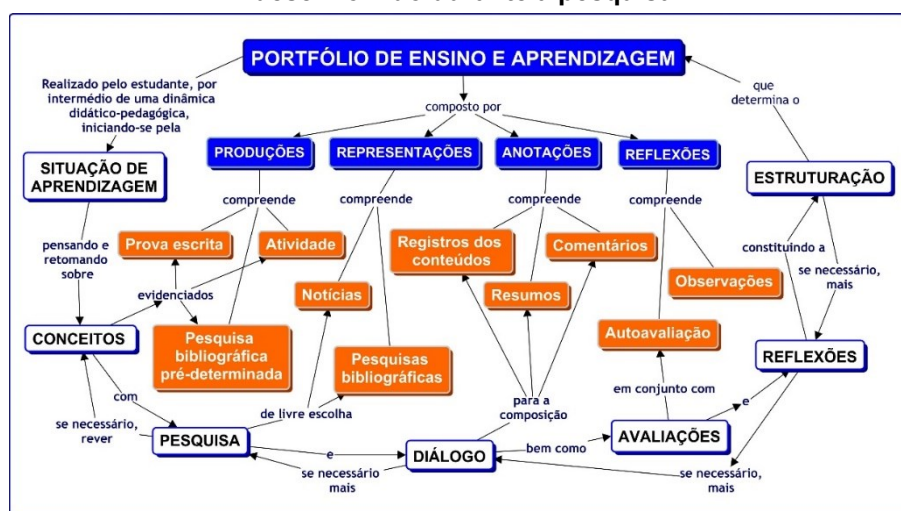 PORTFÓLIO DE ENSINO E APRENDIZAGEM
Realizado pelo estudante, por
intermédio de uma dinâmica
didático-pedagógica,
iniciando-se pela
composto por
que
determina o
PRODUÇÕES
REPRESENTAÇÕES
ANOTAÇÕES
REFLEXÕES
SITUAÇÃO DE
APRENDIZAGEM
ESTRUTURAÇÃO
compreende
compreende
compreende
compreende
pensando e
retomando
sobre
Prova escrita
Atividade
Registros dos
conteúdos
Comentários
constituindo a
se necessário,
mais
evidenciados
Notícias
Resumos
Observações
CONCEITOS
Pesquisa
bibliográfica
pré-determinada
Pesquisas
bibliográficas
Autoavaliação
REFLEXÕES
com
de livre escolha
para a
composição
em conjunto com
e
se necessário,
rever
PESQUISA
e
DIÁLOGO
bem como
AVALIAÇÕES
se necessário
mais
se necessário,
mais